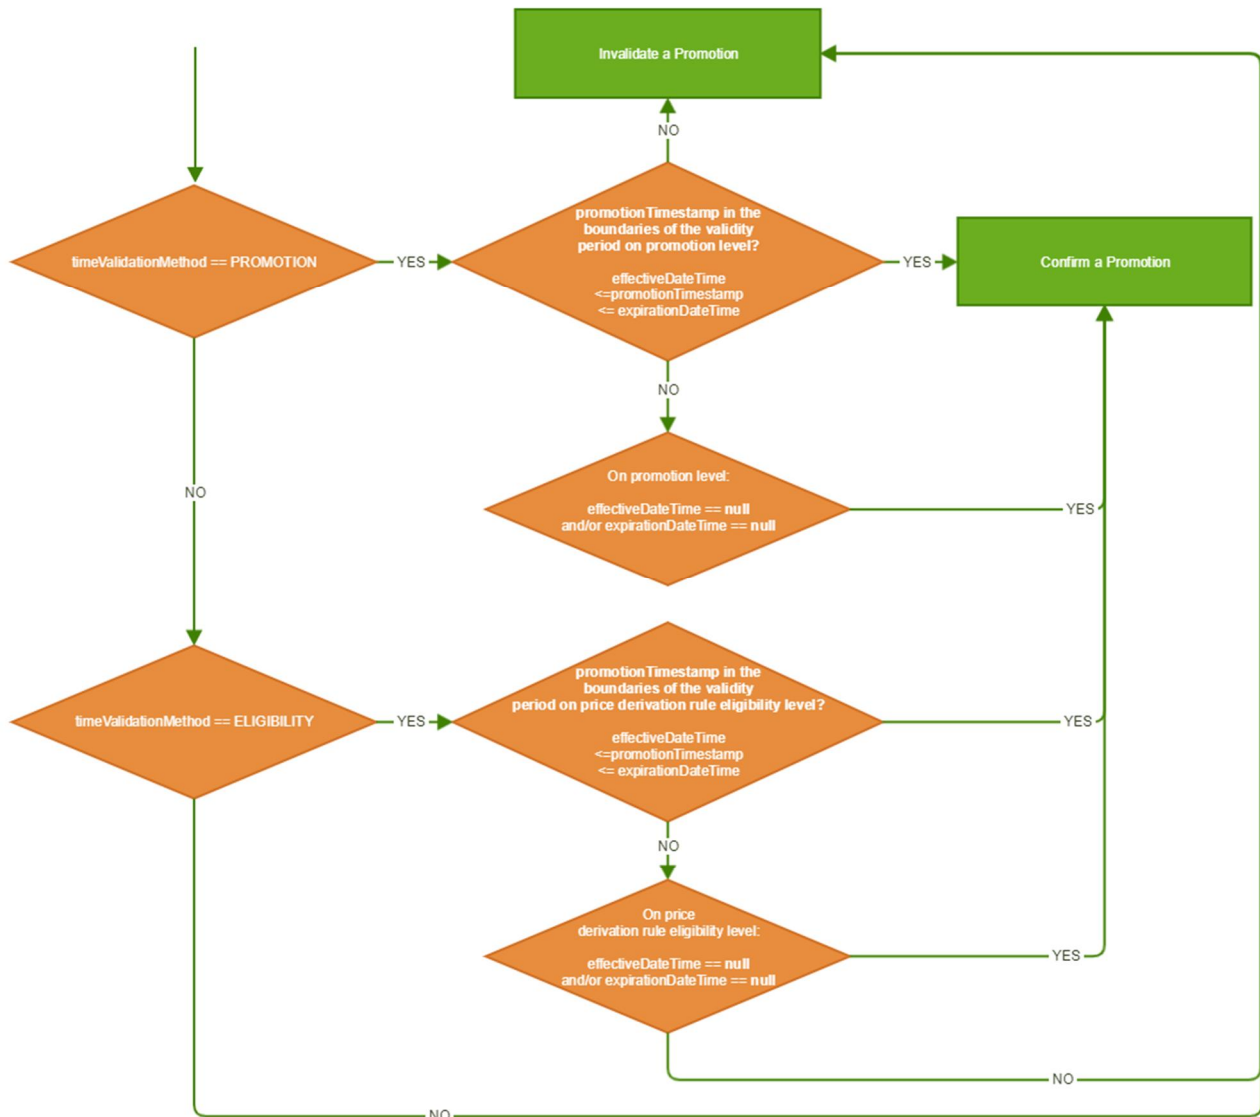 Invalidate a Promotion
NO
promotionTimestamp in the
boundaries of the validity
period on promotion level?
effectiveDateTime
<=promotionTimestamp
<= expirationDateTime
timeValidationMethod == PROMOTION
YES
YES
Confirm a Promotion
NO
On promotion level:
effectiveDateTime == null
and/or expirationDateTime == null
YES
NO
promotionTimestamp in the
boundaries of the validity
period on price derivation rule eligibility level?
effectiveDateTime
<=promotionTimestamp
<= expirationDateTime
timeValidationMethod == ELIGIBILITY
YES
YES
NO
On price
derivation rule eligibility level:
effectiveDateTime == null
and/or expirationDateTime == null
YES
NO
NO